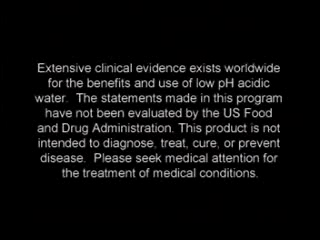 Extensive clinical evidence exists worldwide
for the benefits and use of low pH acidic
water.  The statements made in this program
have not been evaluated by the US Food
and Drug Administration. This product is not
intended to diagnose, treat, cure, or prevent
disease.  Please seek medical attention for
the treatment of medical conditions.